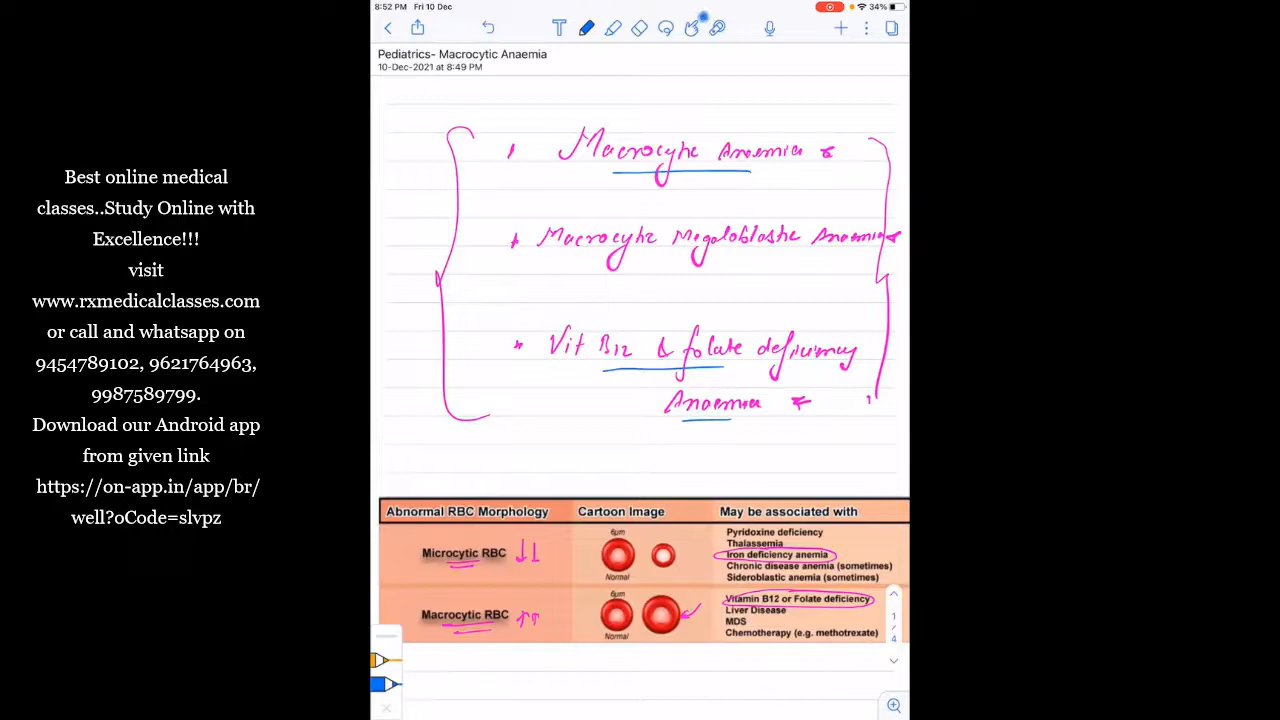 8:52 PM Fri 10 Dec
34%
Pediatrics- Macrocytic Anaemia
10-Dec-2021 at 8:49 PM
Best online medical
classes..Study Online with
Excellence!!!
visit
www.rxmedicalclasses.com
or call and whatsapp on
9454789102, 9621764963,
9987589799.
Download our Android app
from given link
https://on-app.in/app/br/
well?oCode=slvpz
Macrocytic Anaemia
Macrocytic Megaloblastic Anaemia
Vit B12 & folate deficiency
Anaemia
Abnormal RBC Morphology Cartoon Image May be associated with
Microcytic RBC
6µm
Normal
Pyridoxine deficiency
Thalassemia
Iron deficiency anemia
Chronic disease anemia (sometimes)
Sideroblastic anemia (sometimes)
Macrocytic RBC
6µm
Normal
Vitamin B12 or Folate deficiency
Liver Disease
MDS
Chemotherapy (e.g. methotrexate)
1
/
4